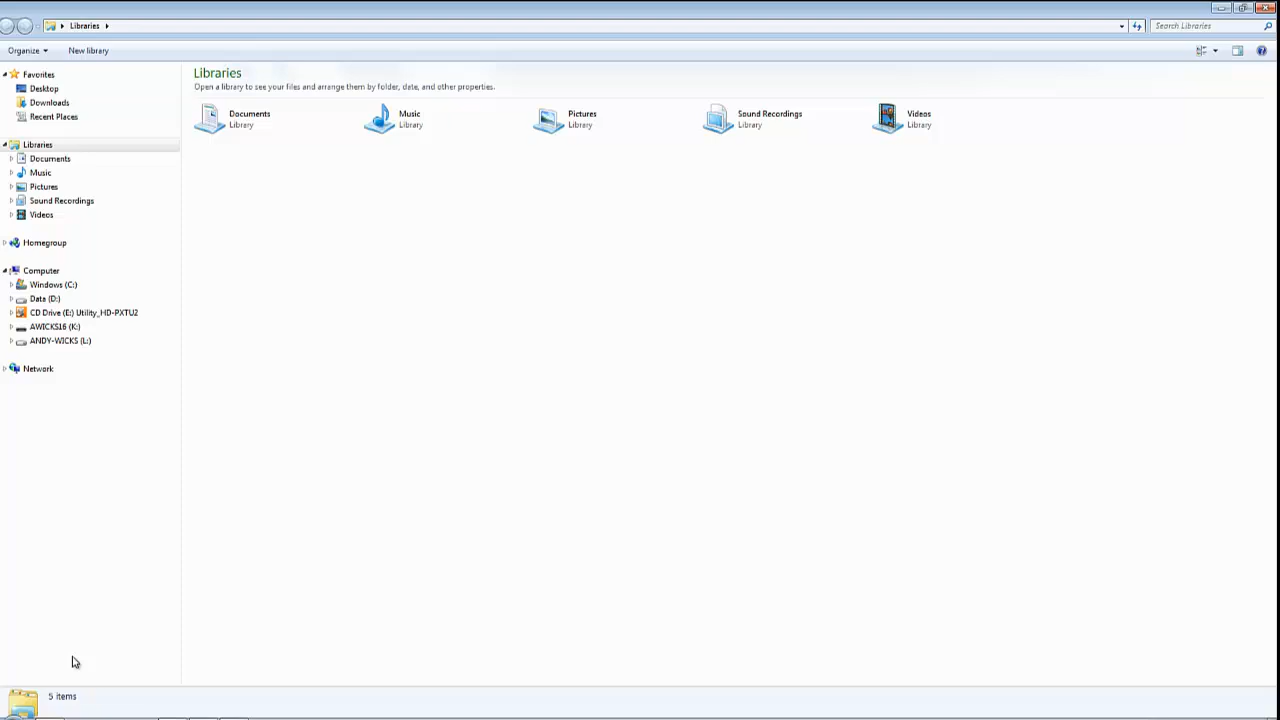 Libraries
Search Libraries
Organize
New library
Favorites
Desktop
Downloads
Recent Places
Libraries
Documents
Music
Pictures
Sound Recordings
Videos
Homegroup
Computer
Windows (C:)
Data (D:)
CD Drive (E:) Utility_HD-PXTU2
AWICKS16 (K:)
ANDY-WICKS (L:)
Network
Libraries
Open a library to see your files and arrange them by folder, date, and other properties.
Documents
Library
Music
Library
Pictures
Library
Sound Recordings
Library
Videos
Library
5 items